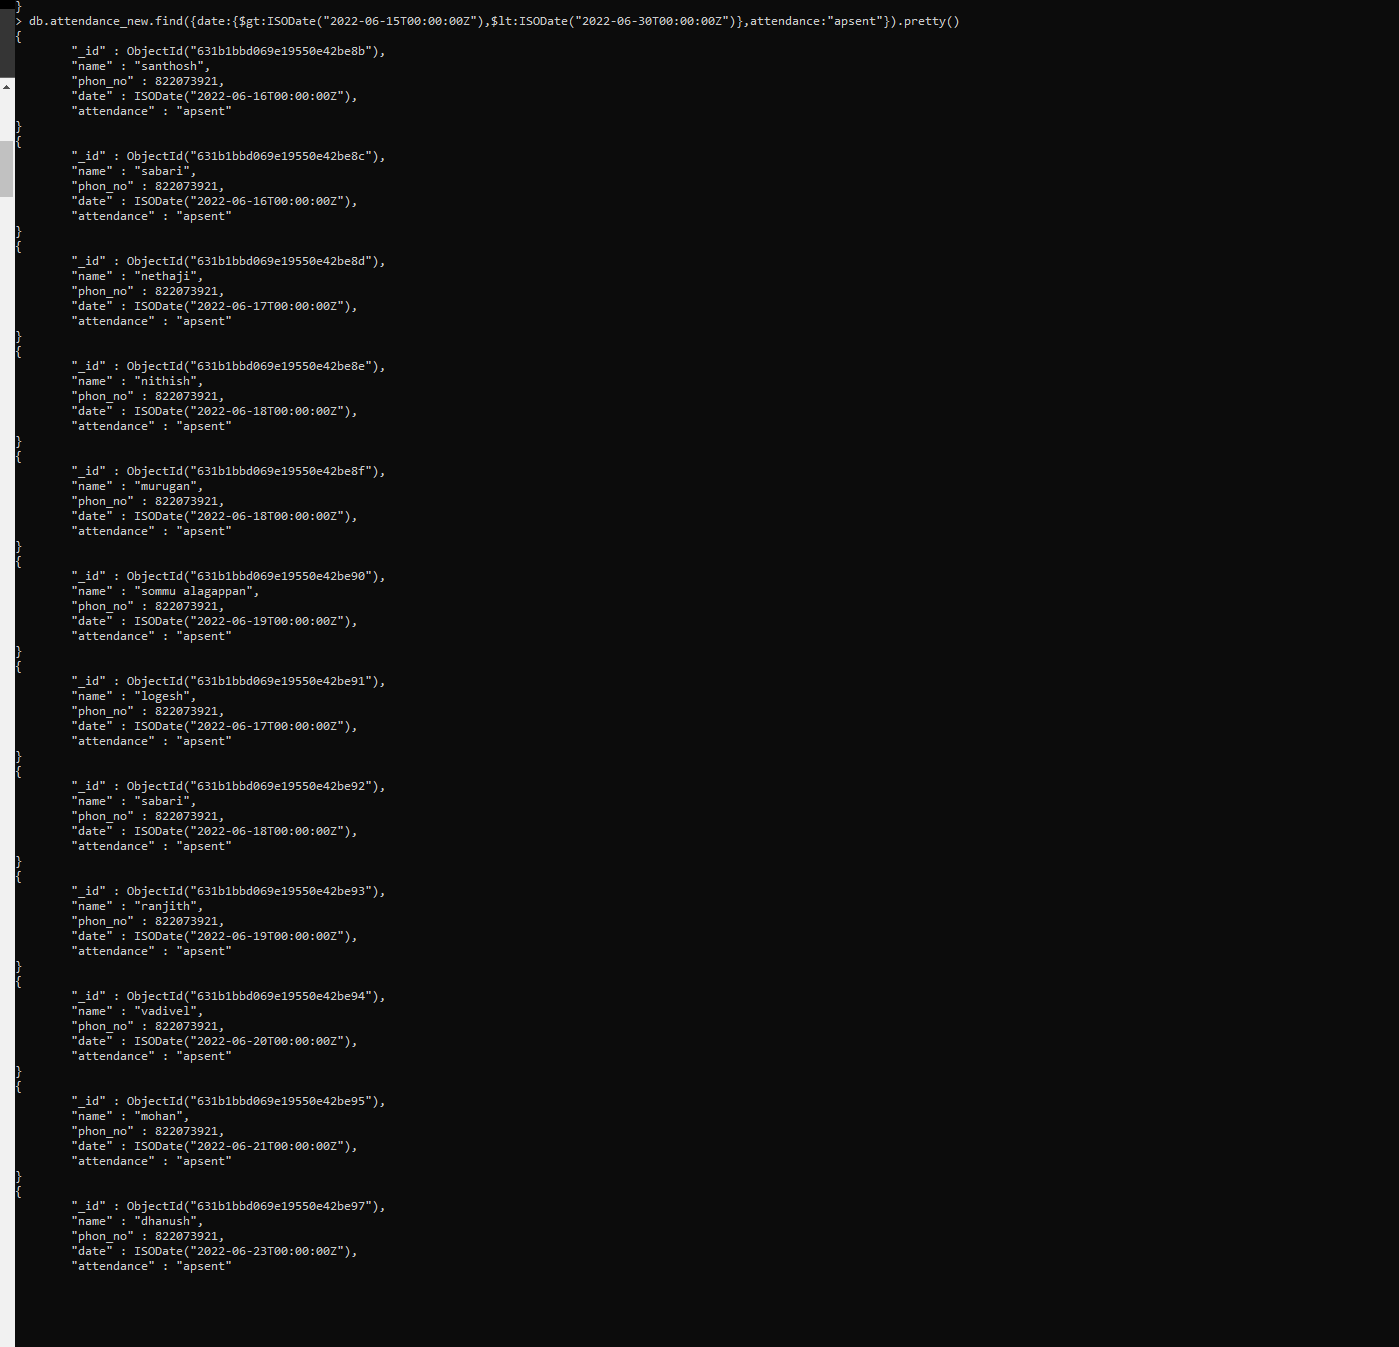 }
> db.attendance_new.find({date:{$gt:ISODate("2022-06-15T00:00:00Z"),$lt:ISODate("2022-06-30T00:00:00Z")},attendance:"apsent"}).pretty()
{
"_id" : ObjectId("631b1bbd069e19550e42be8b"),
"name" : "santhosh",
"phon_no" : 822073921,
"date" : ISODate("2022-06-16T00:00:00Z"),
"attendance" : "apsent"
}
{
"_id" : ObjectId("631b1bbd069e19550e42be8c"),
"name" : "sabari",
"phon_no" : 822073921,
"date" : ISODate("2022-06-16T00:00:00Z"),
"attendance" : "apsent"
}
{
"_id" : ObjectId("631b1bbd069e19550e42be8d"),
"name" : "nethaji",
"phon_no" : 822073921,
"date" : ISODate("2022-06-17T00:00:00Z"),
"attendance" : "apsent"
}
{
"_id" : ObjectId("631b1bbd069e19550e42be8e"),
"name" : "nithish",
"phon_no" : 822073921,
"date" : ISODate("2022-06-18T00:00:00Z"),
"attendance" : "apsent"
}
{
"_id" : ObjectId("631b1bbd069e19550e42be8f"),
"name" : "murugan",
"phon_no" : 822073921,
"date" : ISODate("2022-06-18T00:00:00Z"),
"attendance" : "apsent"
}
{
"_id" : ObjectId("631b1bbd069e19550e42be90"),
"name" : "sommu alagappan",
"phon_no" : 822073921,
"date" : ISODate("2022-06-19T00:00:00Z"),
"attendance" : "apsent"
}
{
"_id" : ObjectId("631b1bbd069e19550e42be91"),
"name" : "logesh",
"phon_no" : 822073921,
"date" : ISODate("2022-06-17T00:00:00Z"),
"attendance" : "apsent"
}
{
"_id" : ObjectId("631b1bbd069e19550e42be92"),
"name" : "sabari",
"phon_no" : 822073921,
"date" : ISODate("2022-06-18T00:00:00Z"),
"attendance" : "apsent"
}
{
"_id" : ObjectId("631b1bbd069e19550e42be93"),
"name" : "ranjith",
"phon_no" : 822073921,
"date" : ISODate("2022-06-19T00:00:00Z"),
"attendance" : "apsent"
}
{
"_id" : ObjectId("631b1bbd069e19550e42be94"),
"name" : "vadivel",
"phon_no" : 822073921,
"date" : ISODate("2022-06-20T00:00:00Z"),
"attendance" : "apsent"
}
{
"_id" : ObjectId("631b1bbd069e19550e42be95"),
"name" : "mohan",
"phon_no" : 822073921,
"date" : ISODate("2022-06-21T00:00:00Z"),
"attendance" : "apsent"
}
{
"_id" : ObjectId("631b1bbd069e19550e42be97"),
"name" : "dhanush",
"phon_no" : 822073921,
"date" : ISODate("2022-06-23T00:00:00Z"),
"attendance" : "apsent"